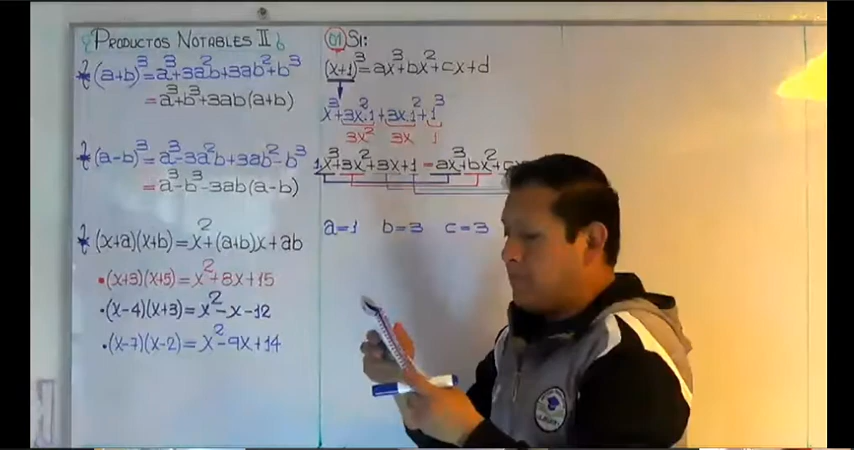 PRODUCTOS NOTABLES II
* (a+b)³=a³+3a²b+3ab²+b³
=a³+b³+3ab(a+b)
* (a-b)³=a³-3a²b+3ab²-b³
=a³-b³-3ab(a-b)
* (x+a)(x+b)=x²+(a+b)x+ab
• (x+3)(x+5)=x²+8x+15
• (x-4)(x+3)=x²-x-12
• (x-7)(x-2)=x²-9x+14
01 SI:
(x+1)³=ax³+bx²+cx+d
x³+3x².1+3x.1²+1³
3x² 3x 1
1x³+3x²+3x+1=ax³+bx²+cx
a=1 b=3 c=3